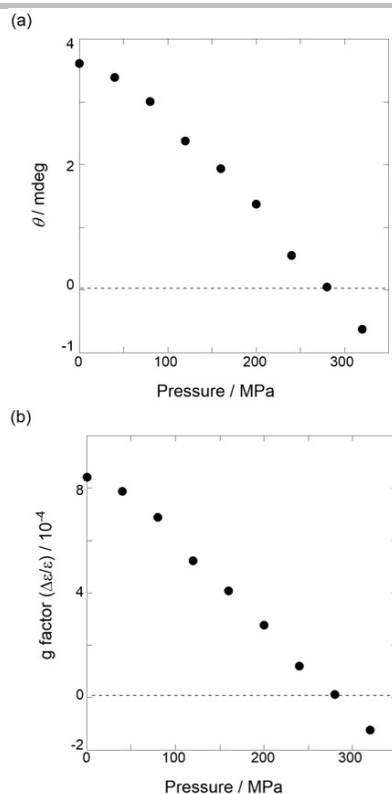 (a)
4
2
0
-1
θ / mdeg
0
100
200
300
Pressure / MPa
(b)
8
4
0
-2
g factor (Δε/ε) / 10⁻⁴
0
100
200
300
Pressure / MPa